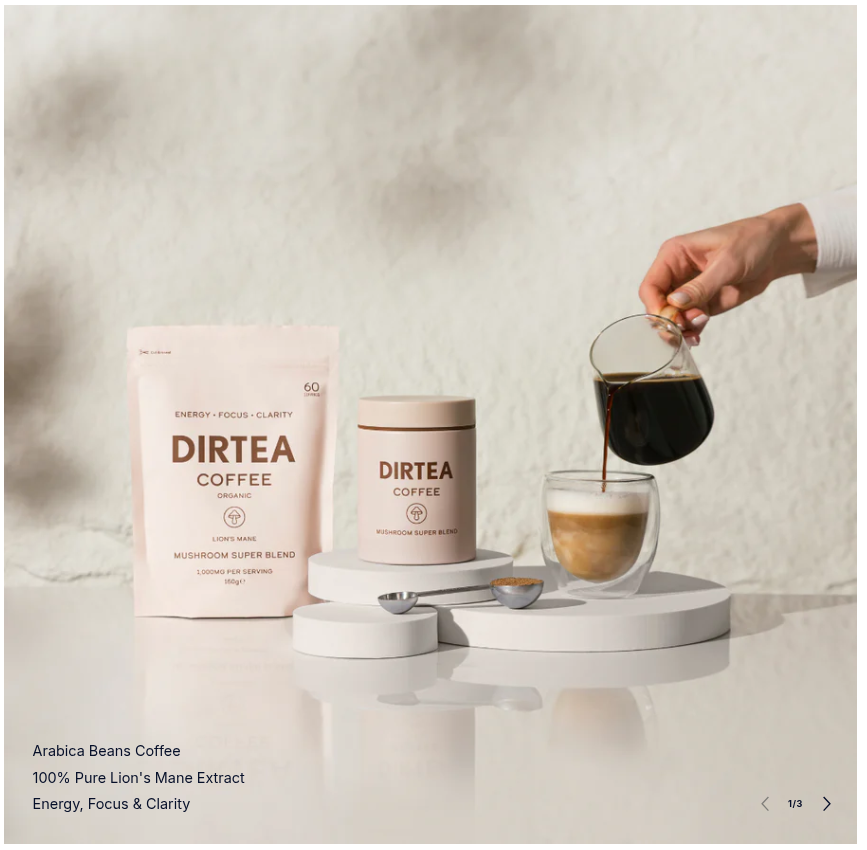 60
ENERGY • FOCUS • CLARITY
DIRTEA
COFFEE
ORGANIC
LION'S MANE
MUSHROOM SUPER BLEND
1,000MG PER SERVING
150g℮
DIRTEA
COFFEE
MUSHROOM SUPER BLEND
Arabica Beans Coffee
100% Pure Lion's Mane Extract
Energy, Focus & Clarity
1/3